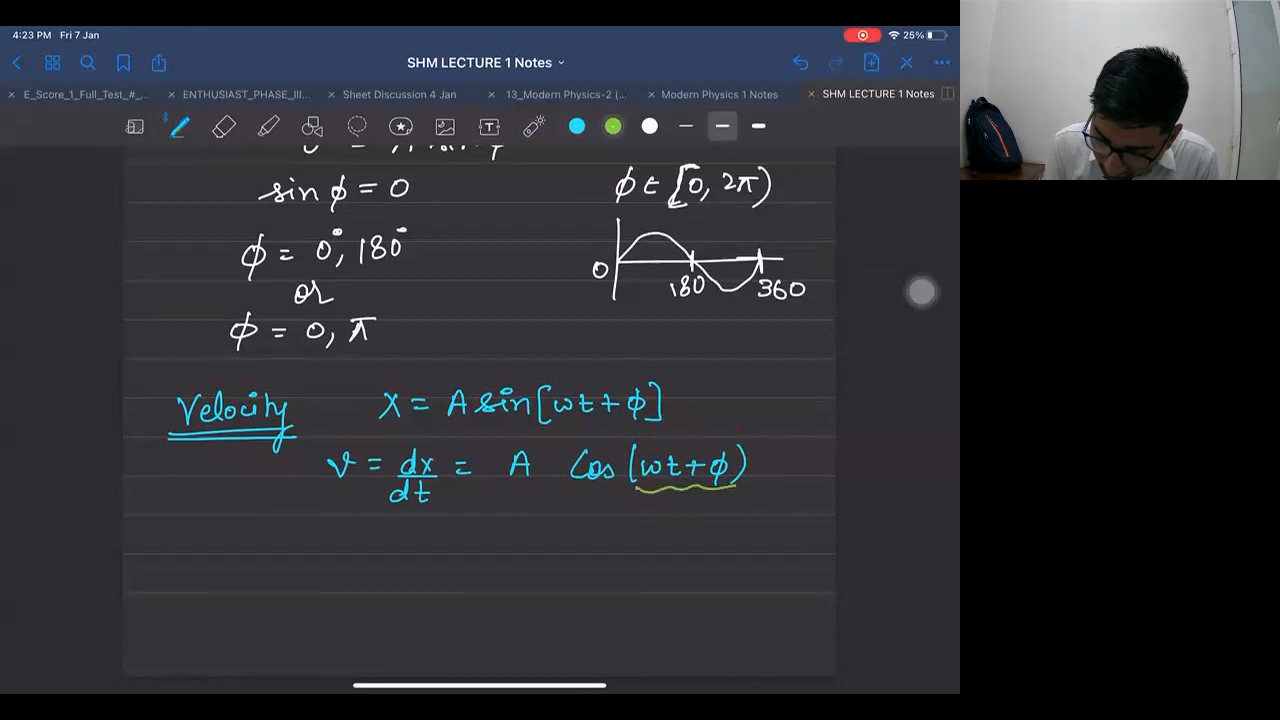 4:23 PM Fri 7 Jan
25%
SHM LECTURE 1 Notes
E_Score_1_Full_Test_#_... ENTHUSIAST_PHASE_III... Sheet Discussion 4 Jan 13_Modern Physics-2 (... Modern Physics 1 Notes SHM LECTURE 1 Notes
sin ϕ = 0
ϕ ∈ [0, 2π)
ϕ = 0°, 180°
0 180 360
or
ϕ = 0, π
Velocity x = A sin[ωt + ϕ]
v = dx/dt = A Cos(ωt + ϕ)